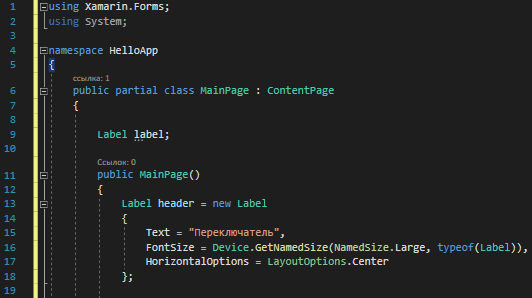 1 using Xamarin.Forms;
2 using System;
3
4 namespace HelloApp
5 {
ссылка: 1
6 public partial class MainPage : ContentPage
7 {
8
9 Label label;
10
Ссылок: 0
11 public MainPage()
12 {
13 Label header = new Label
14 {
15 Text = "Переключатель",
16 FontSize = Device.GetNamedSize(NamedSize.Large, typeof(Label)),
17 HorizontalOptions = LayoutOptions.Center
18 };
19